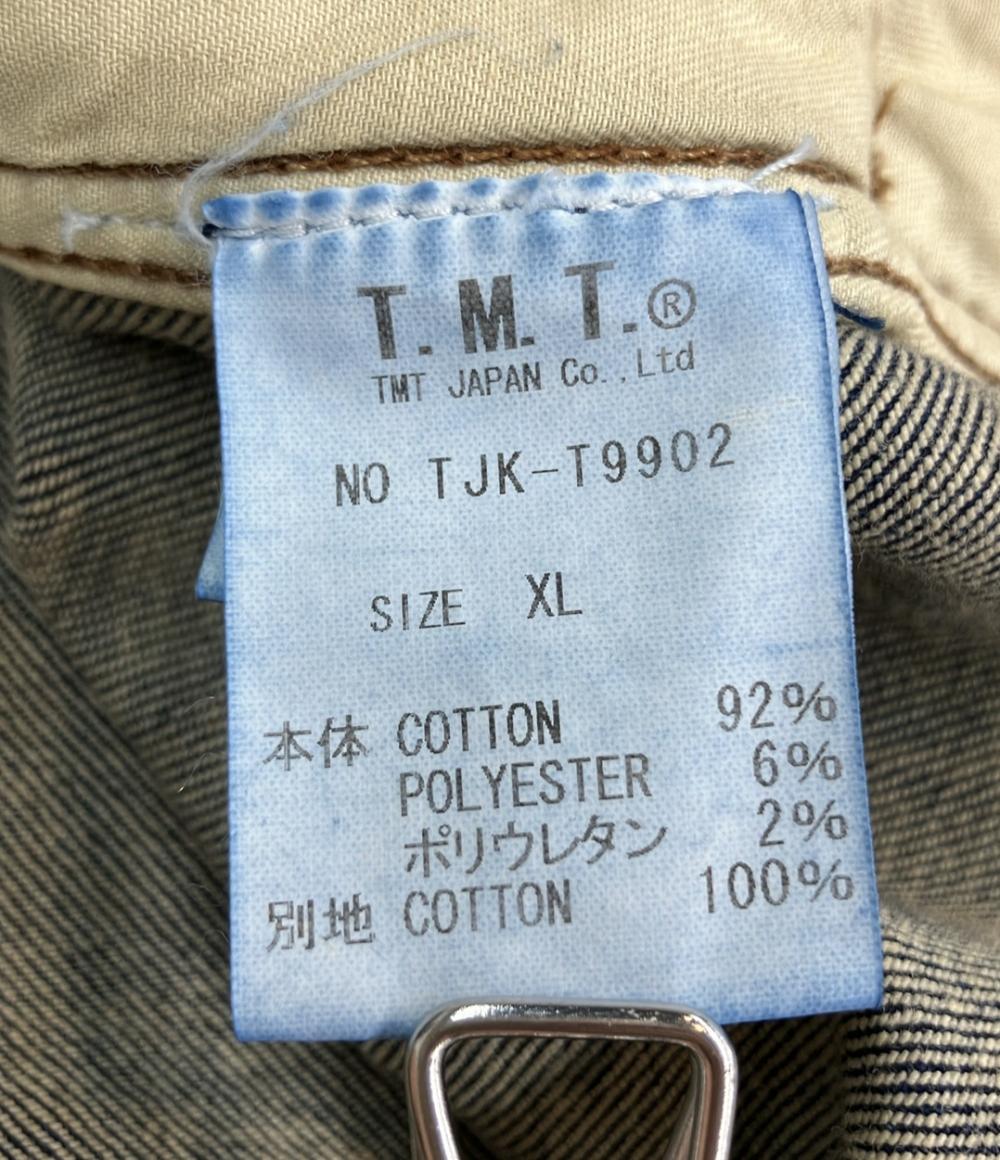 T.M.T.®
TMT JAPAN Co.,Ltd
NO TJK-T9902
SIZE XL
本体 COTTON 92%
POLYESTER 6%
ポリウレタン 2%
別地 COTTON 100%